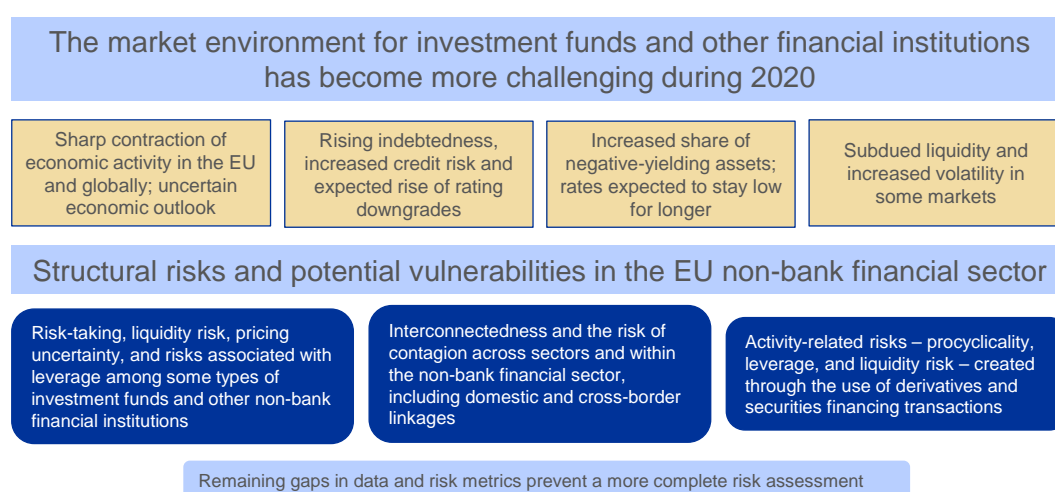 The market environment for investment funds and other financial institutions
has become more challenging during 2020
Sharp contraction of
economic activity in the EU
and globally; uncertain
economic outlook
Rising indebtedness,
increased credit risk and
expected rise of rating
downgrades
Increased share of
negative-yielding assets;
rates expected to stay low
for longer
Subdued liquidity and
increased volatility in
some markets
Structural risks and potential vulnerabilities in the EU non-bank financial sector
Risk-taking, liquidity risk, pricing
uncertainty, and risks associated with
leverage among some types of
investment funds and other non-bank
financial institutions
Interconnectedness and the risk of
contagion across sectors and within
the non-bank financial sector,
including domestic and cross-border
linkages
Activity-related risks – procyclicality,
leverage, and liquidity risk – created
through the use of derivatives and
securities financing transactions
Remaining gaps in data and risk metrics prevent a more complete risk assessment